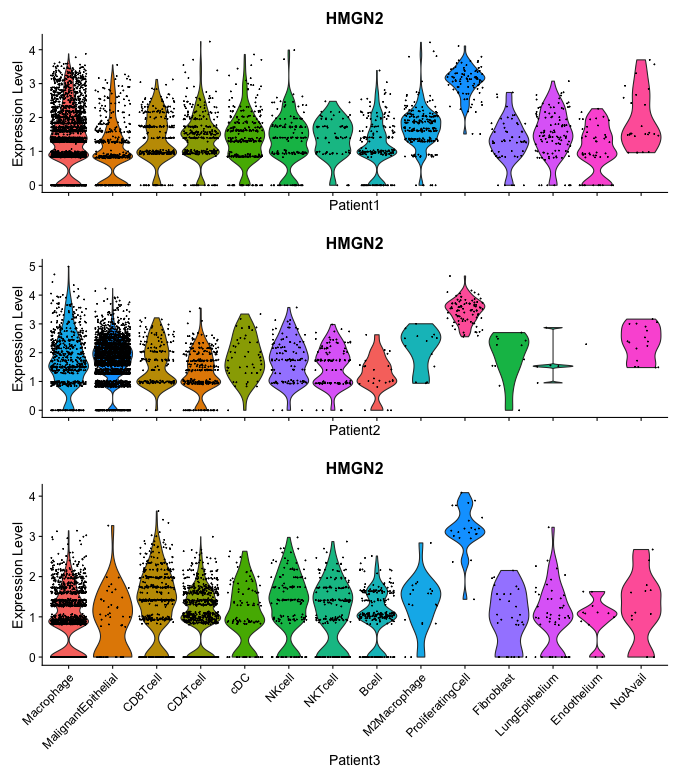 HMGN2
Expression Level
4
3
2
1
0
Patient1
HMGN2
Expression Level
5
4
3
2
1
0
Patient2
HMGN2
Expression Level
4
3
2
1
0
Macrophage
MalignantEpithelial
CD8Tcell
CD4Tcell
cDC
NKcell
NKTcell
Bcell
M2Macrophage
ProliferatingCell
Fibroblast
LungEpithelium
Endothelium
NotAvail
Patient3